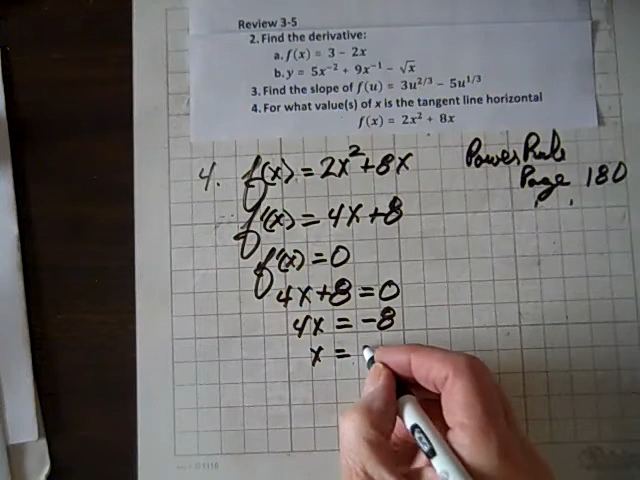 Review 3-5
2. Find the derivative:
a. f(x) = 3 − 2x
b. y = 5x⁻² + 9x⁻¹ − √x
3. Find the slope of f(u) = 3u^2/3 − 5u^1/3
4. For what value(s) of x is the tangent line horizontal
f(x) = 2x² + 8x
Power Rule
Page 180
4. f(x) = 2x² + 8x
f'(x) = 4x + 8
f'(x) = 0
4x + 8 = 0
4x = −8
x =